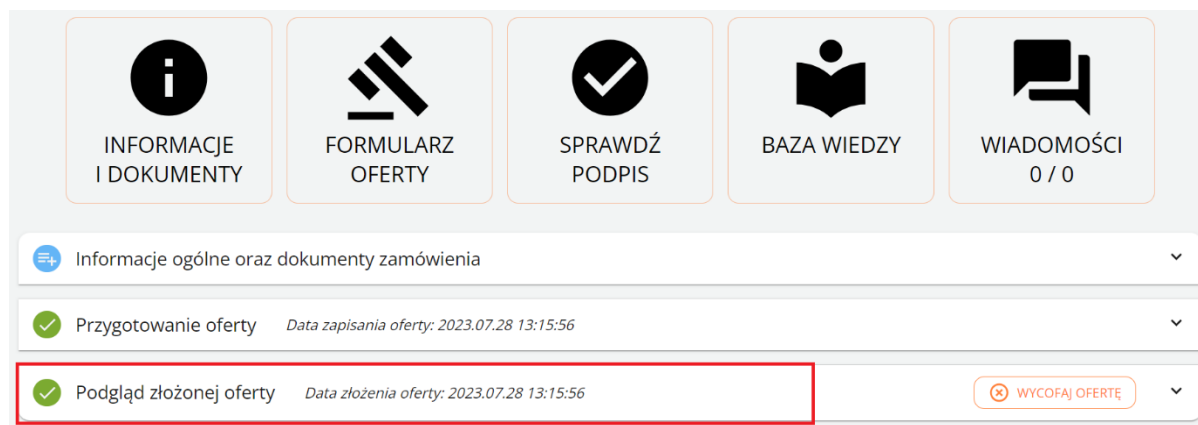 INFORMACJE
I DOKUMENTY
FORMULARZ
OFERTY
SPRAWDŹ
PODPIS
BAZA WIEDZY
WIADOMOŚCI
0 / 0
Informacje ogólne oraz dokumenty zamówienia
Przygotowanie oferty Data zapisania oferty: 2023.07.28 13:15:56
Podgląd złożonej oferty Data złożenia oferty: 2023.07.28 13:15:56 WYCOFAJ OFERTĘ